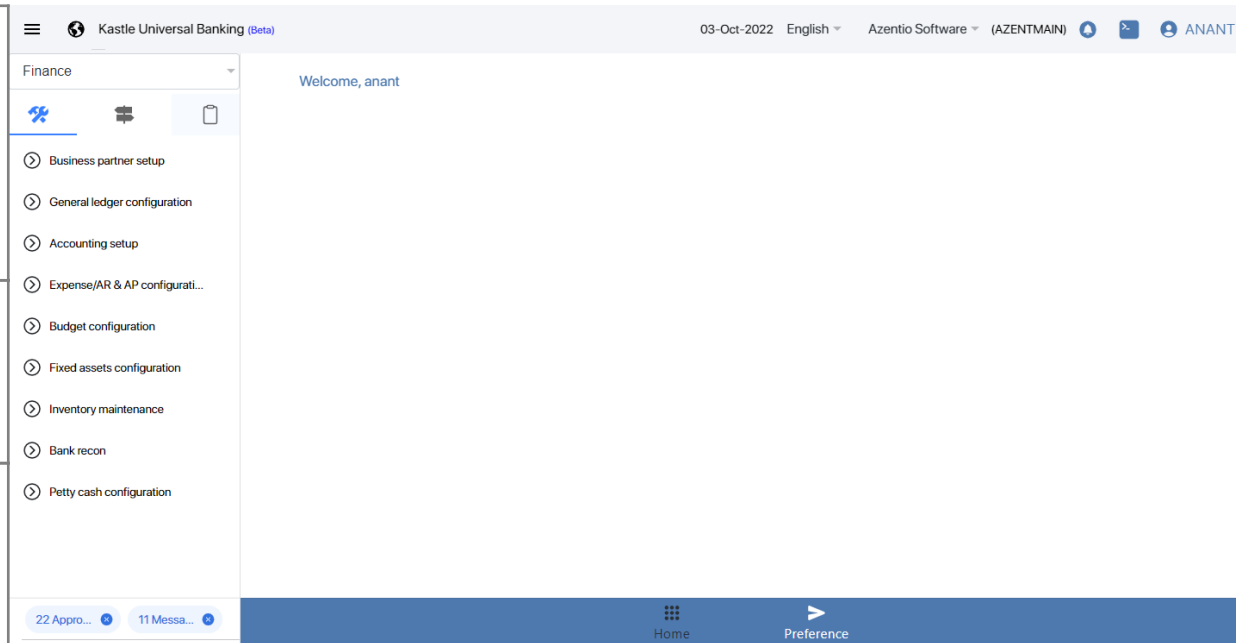 Kastle Universal Banking (Beta)
03-Oct-2022 English Azentio Software (AZENTMAIN) ANANT
Finance
Welcome, anant
Business partner setup
General ledger configuration
Accounting setup
Expense/AR & AP configurati...
Budget configuration
Fixed assets configuration
Inventory maintenance
Bank recon
Petty cash configuration
22 Appro... 11 Messa...
Home Preference